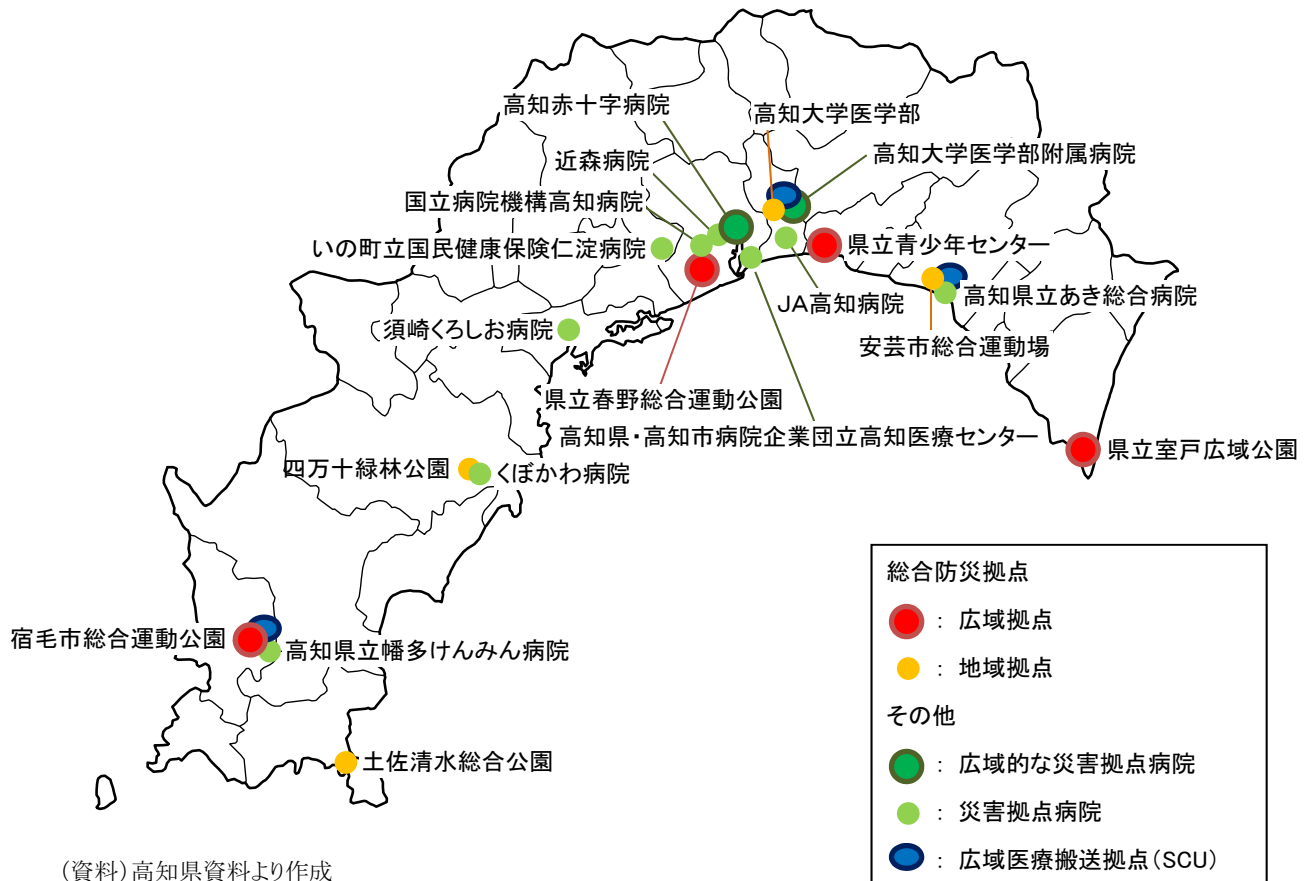 高知赤十字病院
高知大学医学部
近森病院
高知大学医学部附属病院
国立病院機構高知病院
いの町立国民健康保険仁淀病院
県立青少年センター
JA高知病院
高知県立あき総合病院
須崎くろしお病院
安芸市総合運動場
県立春野総合運動公園
高知県・高知市病院企業団立高知医療センター
県立室戸広域公園
四万十緑林公園
くぼかわ病院
宿毛市総合運動公園
高知県立幡多けんみん病院
土佐清水総合公園
総合防災拠点
： 広域拠点
： 地域拠点
その他
： 広域的な災害拠点病院
： 災害拠点病院
： 広域医療搬送拠点（SCU）
（資料）高知県資料より作成